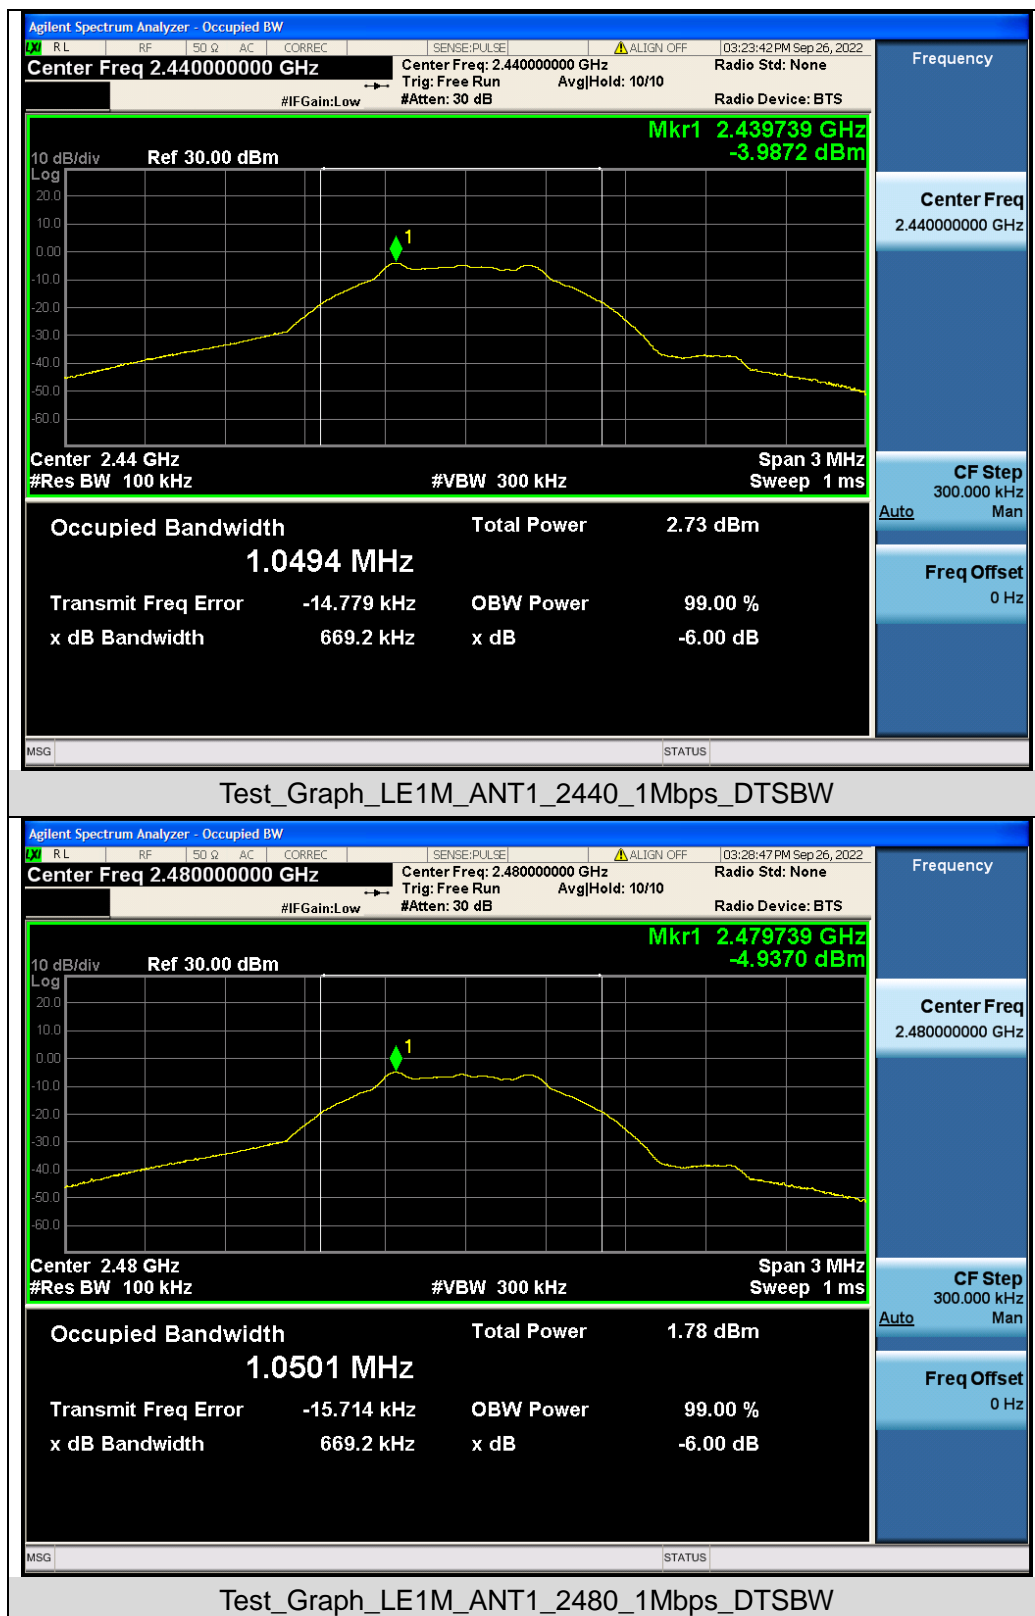 Agilent Spectrum Analyzer - Occupied BW
LXI RL RF 50 Ω AC CORREC SENSE:PULSE ALIGN OFF 03:23:42 PM Sep 26, 2022
Center Freq 2.440000000 GHz
Center Freq: 2.440000000 GHz Radio Std: None
Trig: Free Run Avg|Hold: 10/10
#IFGain:Low #Atten: 30 dB Radio Device: BTS
Frequency
Mkr1 2.439739 GHz
-3.9872 dBm
10 dB/div Ref 30.00 dBm
Log
20.0
10.0
0.00
-10.0
-20.0
-30.0
-40.0
-50.0
-60.0
1
Center 2.44 GHz Span 3 MHz
#Res BW 100 kHz #VBW 300 kHz Sweep 1 ms
Center Freq
2.440000000 GHz
CF Step
300.000 kHz
Auto Man
Freq Offset
0 Hz
Occupied Bandwidth Total Power 2.73 dBm
1.0494 MHz
Transmit Freq Error -14.779 kHz OBW Power 99.00 %
x dB Bandwidth 669.2 kHz x dB -6.00 dB
MSG STATUS
Test_Graph_LE1M_ANT1_2440_1Mbps_DTSBW
Agilent Spectrum Analyzer - Occupied BW
LXI RL RF 50 Ω AC CORREC SENSE:PULSE ALIGN OFF 03:28:47 PM Sep 26, 2022
Center Freq 2.480000000 GHz
Center Freq: 2.480000000 GHz Radio Std: None
Trig: Free Run Avg|Hold: 10/10
#IFGain:Low #Atten: 30 dB Radio Device: BTS
Frequency
Mkr1 2.479739 GHz
-4.9370 dBm
10 dB/div Ref 30.00 dBm
Log
20.0
10.0
0.00
-10.0
-20.0
-30.0
-40.0
-50.0
-60.0
1
Center 2.48 GHz Span 3 MHz
#Res BW 100 kHz #VBW 300 kHz Sweep 1 ms
Center Freq
2.480000000 GHz
CF Step
300.000 kHz
Auto Man
Freq Offset
0 Hz
Occupied Bandwidth Total Power 1.78 dBm
1.0501 MHz
Transmit Freq Error -15.714 kHz OBW Power 99.00 %
x dB Bandwidth 669.2 kHz x dB -6.00 dB
MSG STATUS
Test_Graph_LE1M_ANT1_2480_1Mbps_DTSBW